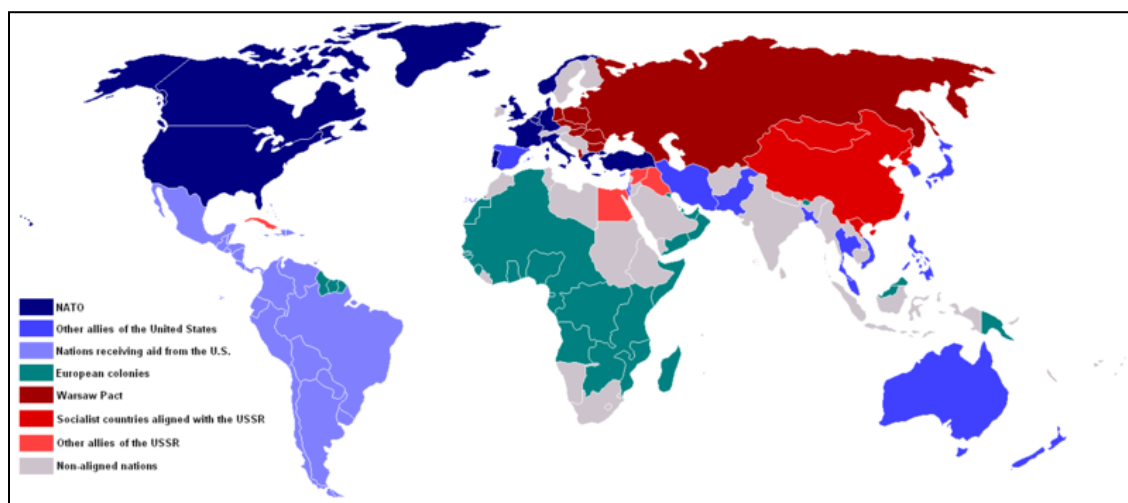 NATO
Other allies of the United States
Nations receiving aid from the U.S.
European colonies
Warsaw Pact
Socialist countries aligned with the USSR
Other allies of the USSR
Non-aligned nations